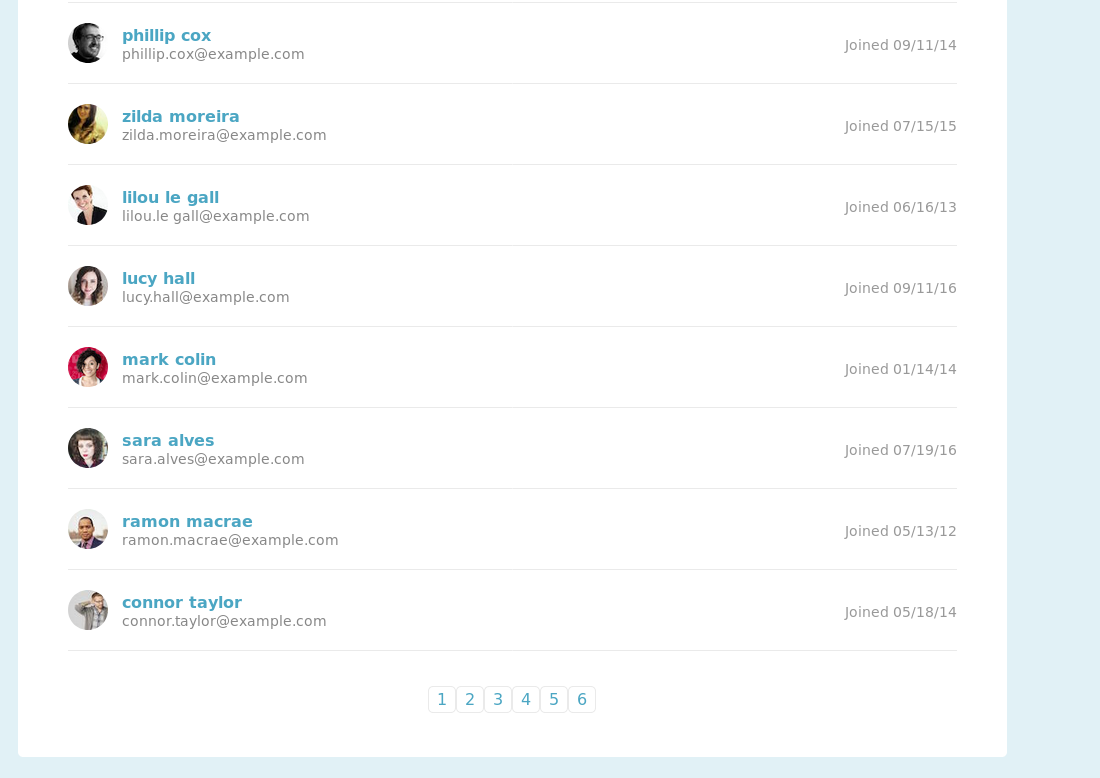 phillip cox
phillip.cox@example.com
Joined 09/11/14
zilda moreira
zilda.moreira@example.com
Joined 07/15/15
lilou le gall
lilou.le gall@example.com
Joined 06/16/13
lucy hall
lucy.hall@example.com
Joined 09/11/16
mark colin
mark.colin@example.com
Joined 01/14/14
sara alves
sara.alves@example.com
Joined 07/19/16
ramon macrae
ramon.macrae@example.com
Joined 05/13/12
connor taylor
connor.taylor@example.com
Joined 05/18/14
1 2 3 4 5 6